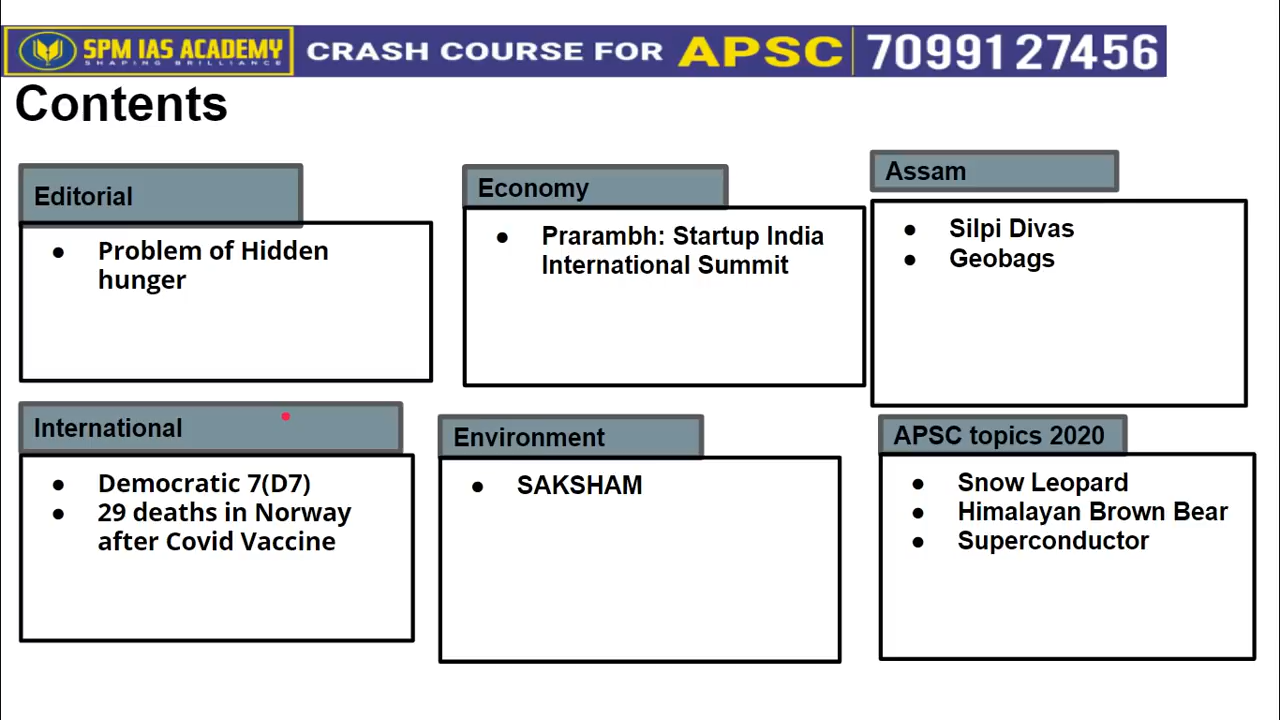 SPM IAS ACADEMY
SHAPING BRILLIANCE
CRASH COURSE FOR APSC 70991 27456
Contents
Editorial
● Problem of Hidden
hunger
Economy
● Prarambh: Startup India
International Summit
Assam
● Silpi Divas
● Geobags
International
● Democratic 7(D7)
● 29 deaths in Norway
after Covid Vaccine
Environment
● SAKSHAM
APSC topics 2020
● Snow Leopard
● Himalayan Brown Bear
● Superconductor